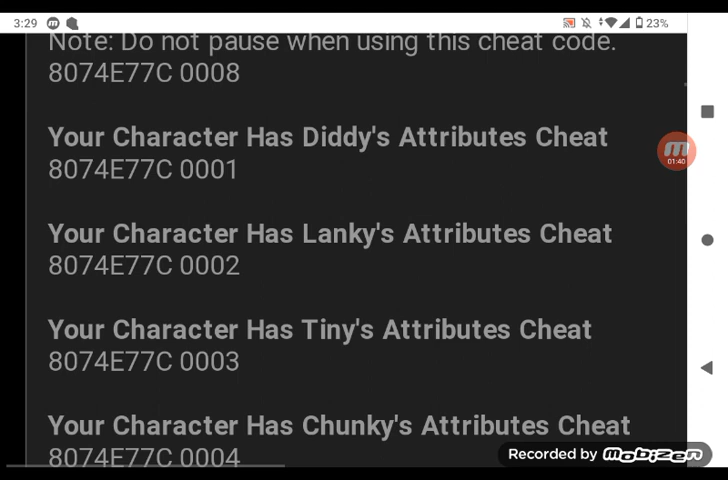 3:29
23%
Note: Do not pause when using this cheat code.
8074E77C 0008
Your Character Has Diddy's Attributes Cheat
8074E77C 0001
01:40
Your Character Has Lanky's Attributes Cheat
8074E77C 0002
Your Character Has Tiny's Attributes Cheat
8074E77C 0003
Your Character Has Chunky's Attributes Cheat
8074E77C 0004
Recorded by mobizen